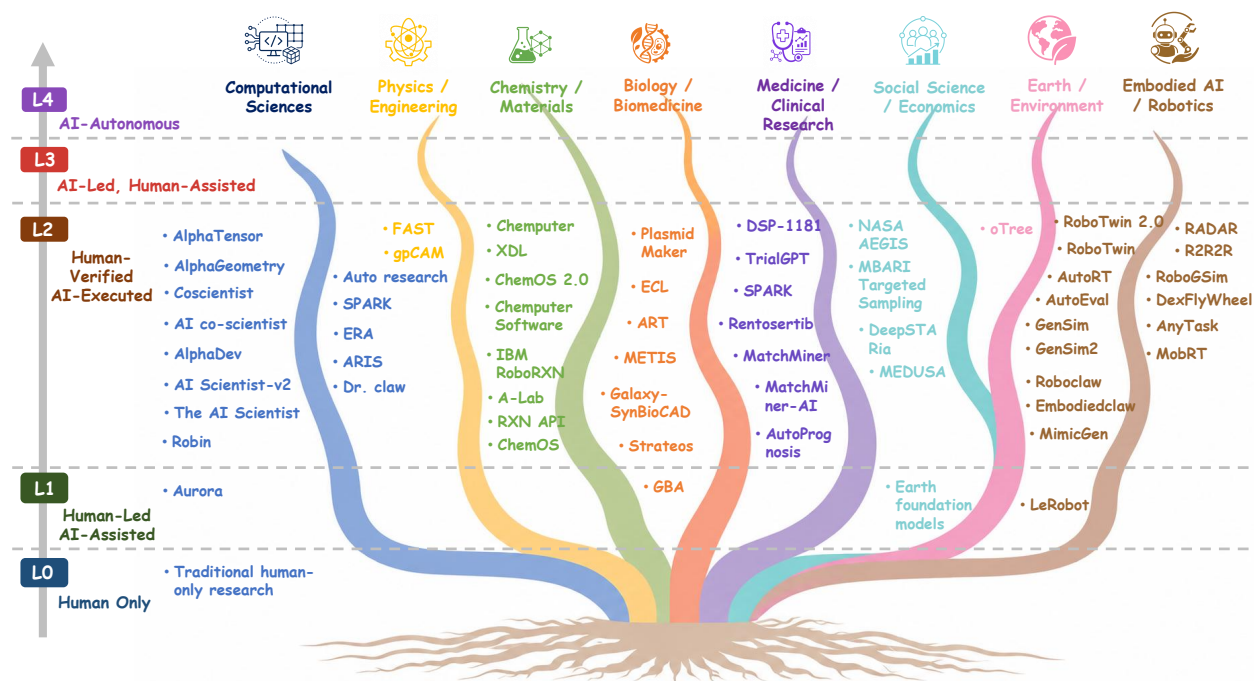 Computational
Sciences
Physics /
Engineering
Chemistry /
Materials
Biology /
Biomedicine
Medicine /
Clinical
Research
Social Science
/ Economics
Earth /
Environment
Embodied AI
/ Robotics
L4
AI-Autonomous
L3
AI-Led, Human-Assisted
L2
Human-
Verified
AI-Executed
• AlphaTensor
• AlphaGeometry
• Coscientist
• AI co-scientist
• AlphaDev
• AI Scientist-v2
• The AI Scientist
• Robin
• Auto research
• SPARK
• ERA
• ARIS
• Dr. claw
• FAST
• gpCAM
• Chemputer
• XDL
• ChemOS 2.0
• Chemputer
Software
• IBM
RoboRXN
• A-Lab
• RXN API
• ChemOS
• Plasmid
Maker
• ECL
• ART
• METIS
• Galaxy-
SynBioCAD
• Strateos
• DSP-1181
• TrialGPT
• SPARK
• Rentosertib
• MatchMiner
• MatchMi
ner-AI
• AutoProg
nosis
• NASA
AEGIS
• MBARI
Targeted
Sampling
• DeepSTA
Ria
• MEDUSA
• oTree
• RoboTwin 2.0
• RoboTwin
• AutoRT
• AutoEval
• GenSim
• GenSim2
• Roboclaw
• Embodiedclaw
• MimicGen
• RADAR
• R2R2R
• RoboGSim
• DexFlyWheel
• AnyTask
• MobRT
L1
Human-Led
AI-Assisted
• Aurora
• GBA
• Earth
foundation
models
• LeRobot
L0
Human Only
• Traditional human-
only research